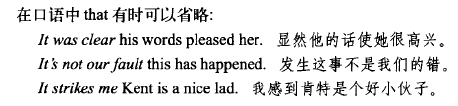 在口语中 that 有时可以省略:
It was clear his words pleased her. 显然他的话使她很高兴。
It's not our fault this has happened. 发生这事不是我们的错。
It strikes me Kent is a nice lad. 我感到肯特是个好小伙子。